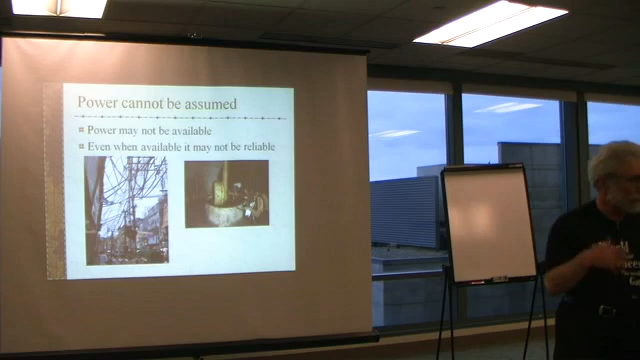 Power cannot be assumed
Power may not be available
Even when available it may not be reliable